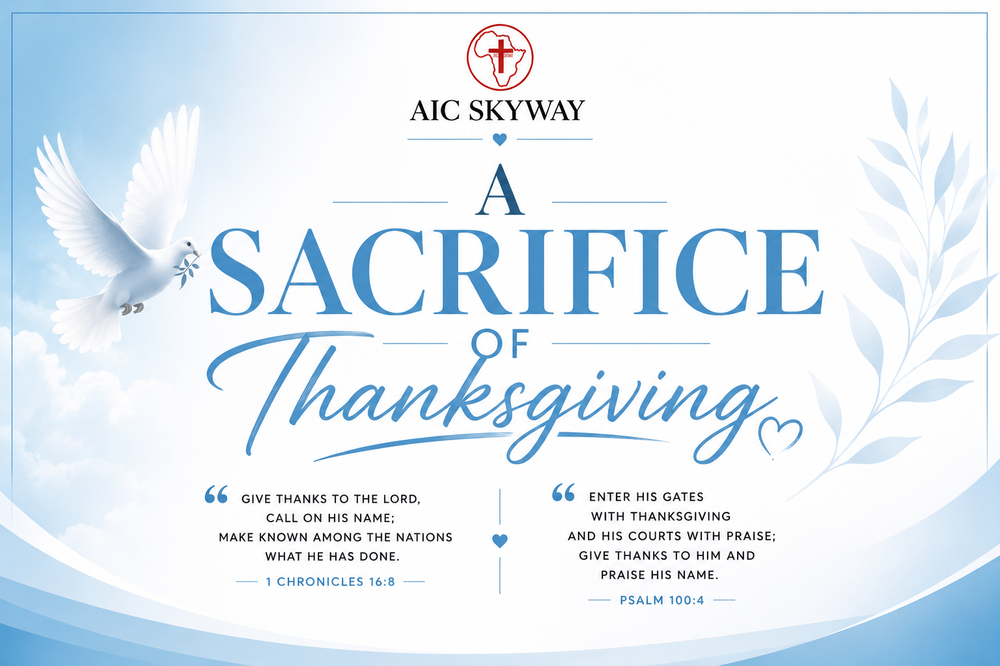 AIC SKYWAY
A
SACRIFICE
OF
Thanksgiving
“ GIVE THANKS TO THE LORD,
CALL ON HIS NAME;
MAKE KNOWN AMONG THE NATIONS
WHAT HE HAS DONE.
1 CHRONICLES 16:8
“ ENTER HIS GATES
WITH THANKSGIVING
AND HIS COURTS WITH PRAISE;
GIVE THANKS TO HIM AND
PRAISE HIS NAME.
PSALM 100:4